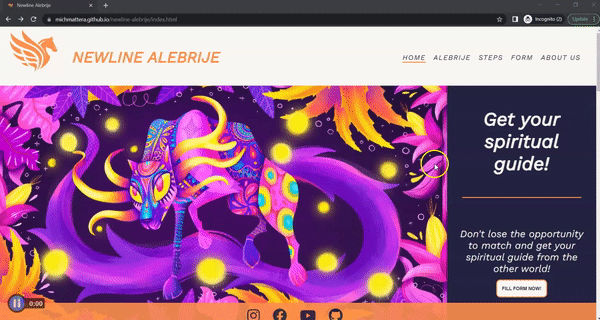 Newline Alebrije
michmattera.github.io/newline-alebrije/index.html
Incognito (2)
Update
NEWLINE ALEBRIJE
HOME
ALEBRIJE
STEPS
FORM
ABOUT US
Get your
spiritual
guide!
Don't lose the opportunity
to match and get your
spiritual guide from the
other world!
FILL FORM NOW!
0:00